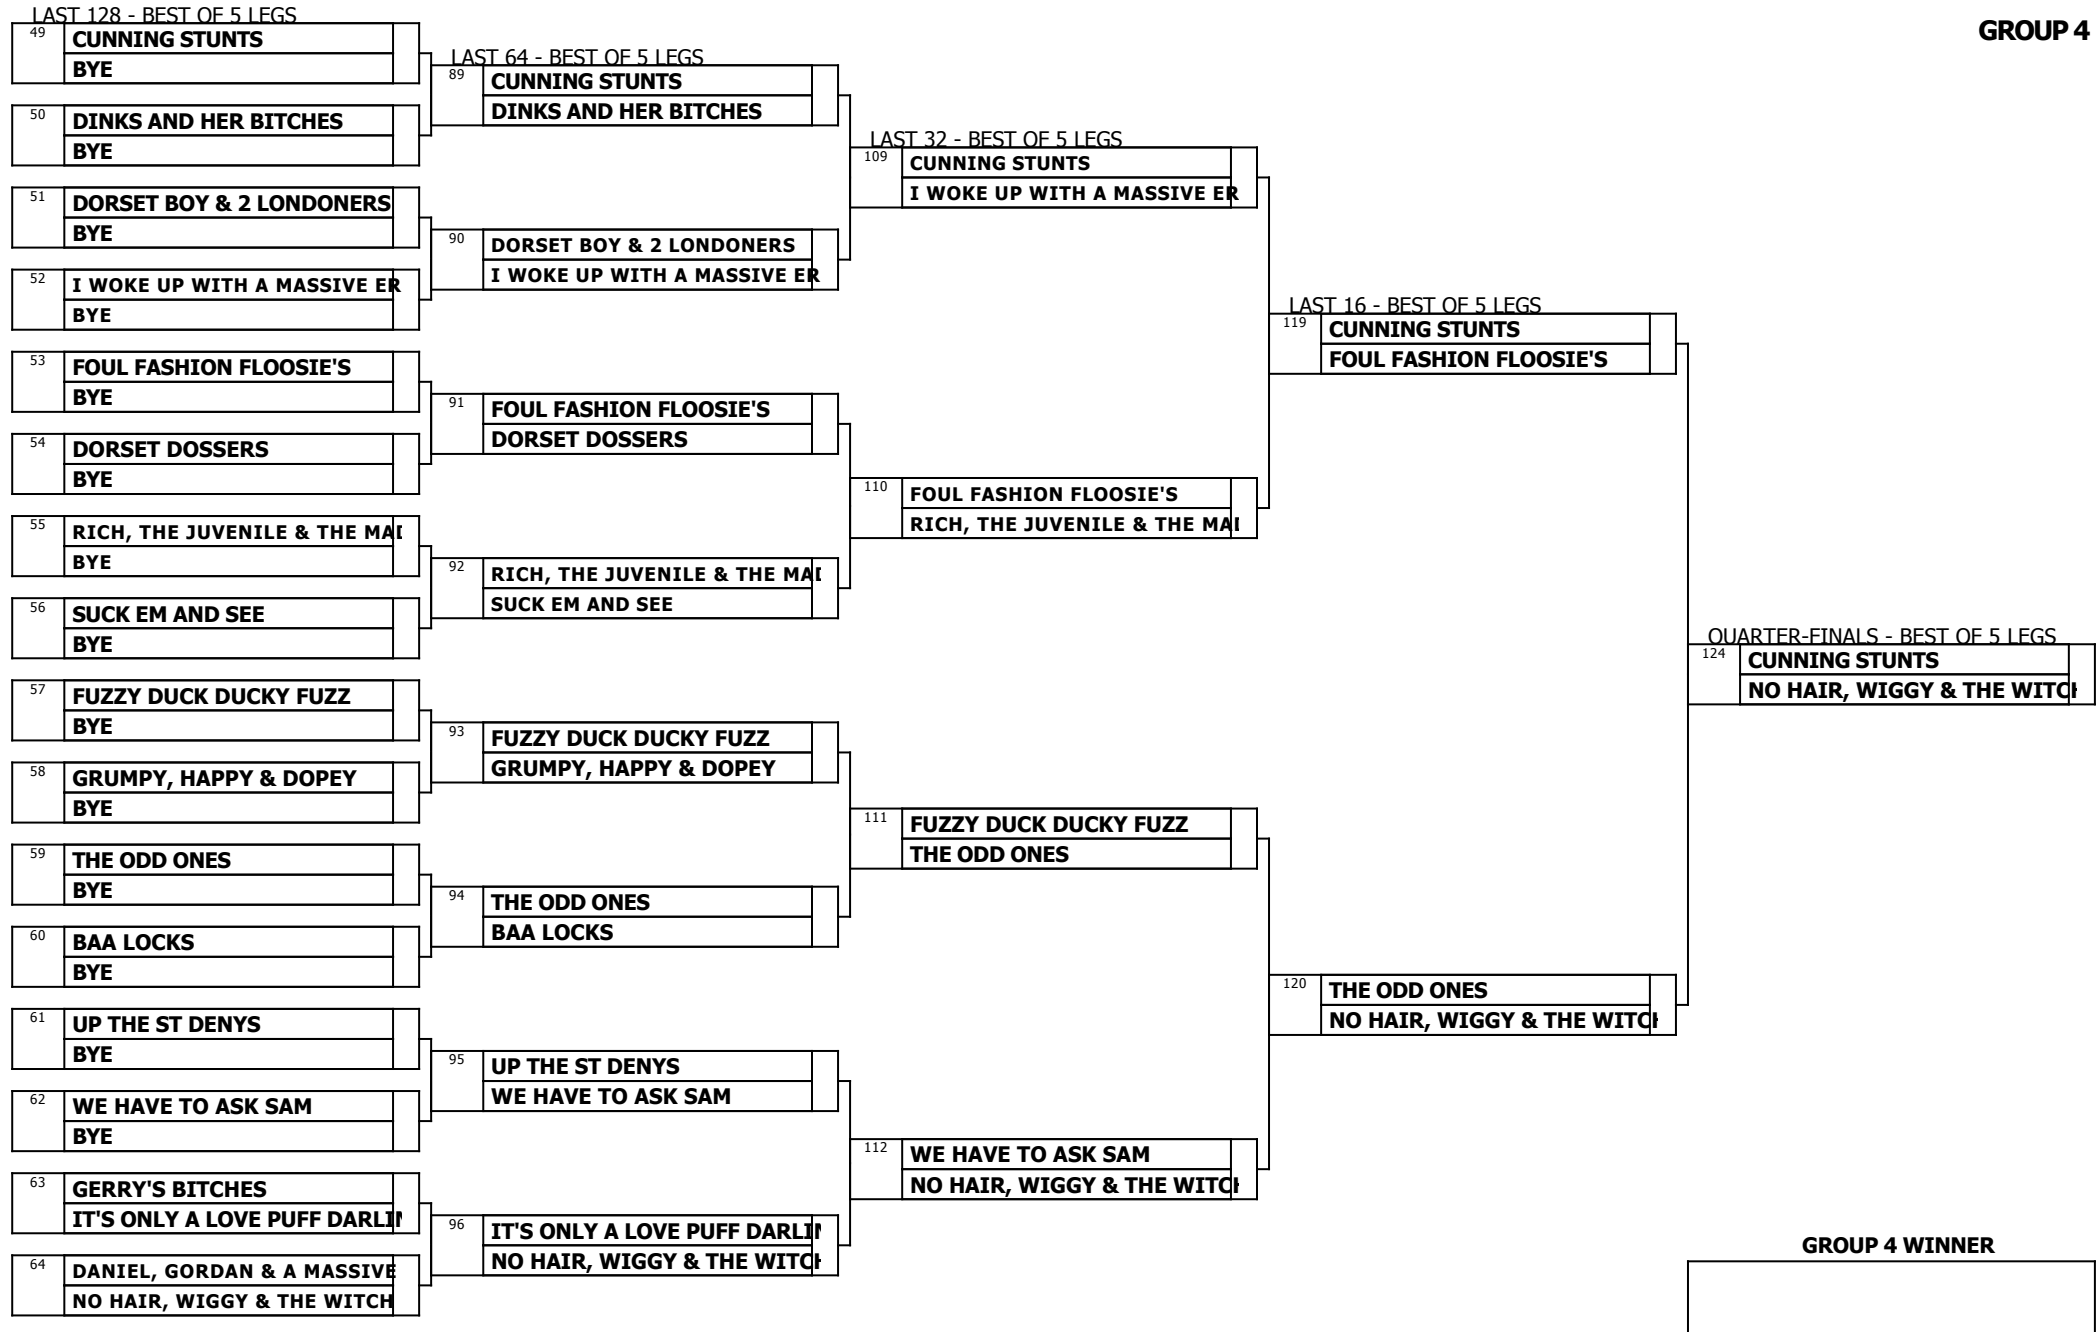 GROUP 4
LAST 128 - BEST OF 5 LEGS
49
CUNNING STUNTS
BYE
50
DINKS AND HER BITCHES
BYE
51
DORSET BOY & 2 LONDONERS
BYE
52
I WOKE UP WITH A MASSIVE ER
BYE
53
FOUL FASHION FLOOSIE'S
BYE
54
DORSET DOSSERS
BYE
55
RICH, THE JUVENILE & THE MAD
BYE
56
SUCK EM AND SEE
BYE
57
FUZZY DUCK DUCKY FUZZ
BYE
58
GRUMPY, HAPPY & DOPEY
BYE
59
THE ODD ONES
BYE
60
BAA LOCKS
BYE
61
UP THE ST DENYS
BYE
62
WE HAVE TO ASK SAM
BYE
63
GERRY'S BITCHES
IT'S ONLY A LOVE PUFF DARLIN
64
DANIEL, GORDAN & A MASSIVE
NO HAIR, WIGGY & THE WITCH
LAST 64 - BEST OF 5 LEGS
89
CUNNING STUNTS
DINKS AND HER BITCHES
90
DORSET BOY & 2 LONDONERS
I WOKE UP WITH A MASSIVE ER
91
FOUL FASHION FLOOSIE'S
DORSET DOSSERS
92
RICH, THE JUVENILE & THE MAD
SUCK EM AND SEE
93
FUZZY DUCK DUCKY FUZZ
GRUMPY, HAPPY & DOPEY
94
THE ODD ONES
BAA LOCKS
95
UP THE ST DENYS
WE HAVE TO ASK SAM
96
IT'S ONLY A LOVE PUFF DARLIN
NO HAIR, WIGGY & THE WITCH
LAST 32 - BEST OF 5 LEGS
109
CUNNING STUNTS
I WOKE UP WITH A MASSIVE ER
110
FOUL FASHION FLOOSIE'S
RICH, THE JUVENILE & THE MAD
111
FUZZY DUCK DUCKY FUZZ
THE ODD ONES
112
WE HAVE TO ASK SAM
NO HAIR, WIGGY & THE WITCH
LAST 16 - BEST OF 5 LEGS
119
CUNNING STUNTS
FOUL FASHION FLOOSIE'S
120
THE ODD ONES
NO HAIR, WIGGY & THE WITCH
QUARTER-FINALS - BEST OF 5 LEGS
124
CUNNING STUNTS
NO HAIR, WIGGY & THE WITCH
GROUP 4 WINNER